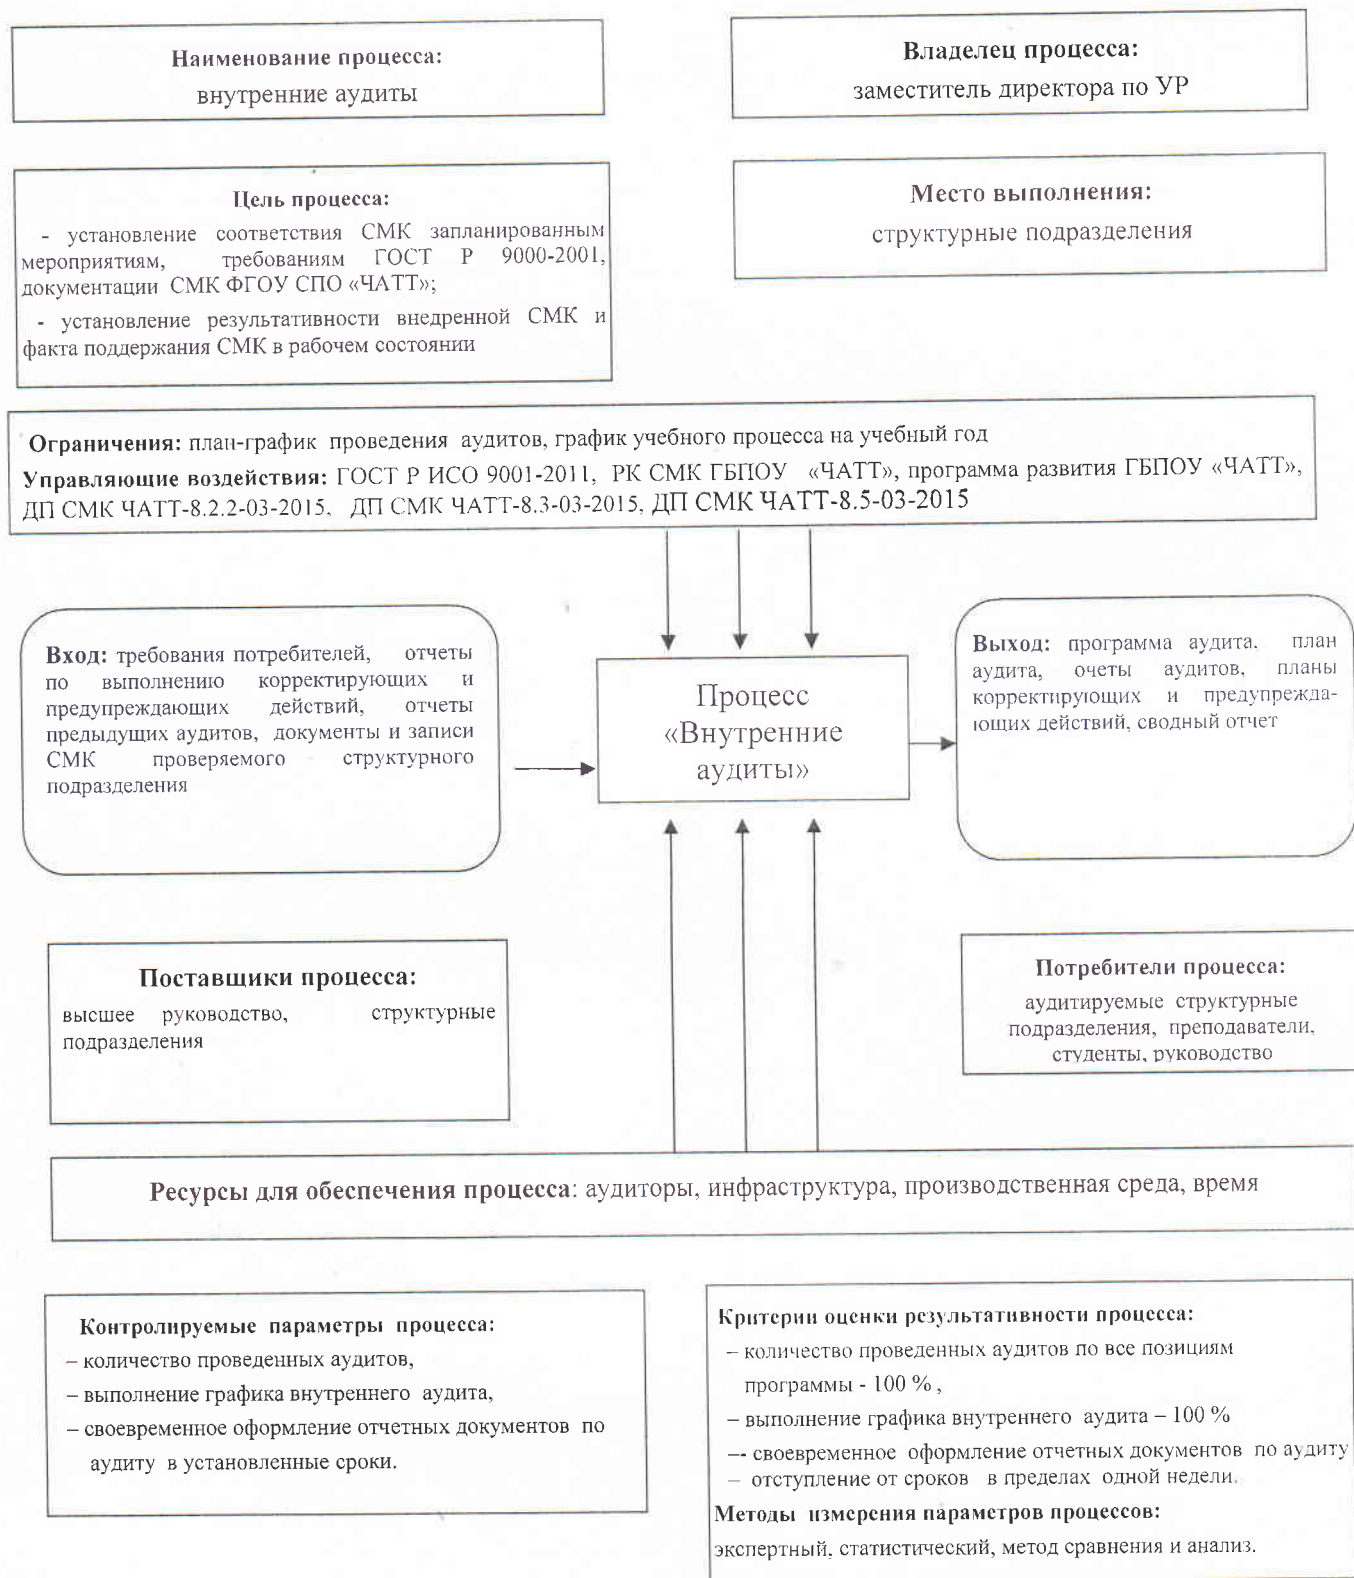 Наименование процесса:
внутренние аудиты
Владелец процесса:
заместитель директора по УР
Цель процесса:
- установление соответствия СМК запланированным
мероприятиям, требованиям ГОСТ Р 9000-2001,
документации СМК ФГОУ СПО «ЧАТТ»;
- установление результативности внедренной СМК и
факта поддержания СМК в рабочем состоянии
Место выполнения:
структурные подразделения
Ограничения: план-график проведения аудитов, график учебного процесса на учебный год
Управляющие воздействия: ГОСТ Р ИСО 9001-2011, РК СМК ГБПОУ «ЧАТТ», программа развития ГБПОУ «ЧАТТ»,
ДП СМК ЧАТТ-8.2.2-03-2015, ДП СМК ЧАТТ-8.3-03-2015, ДП СМК ЧАТТ-8.5-03-2015
Вход: требования потребителей, отчеты
по выполнению корректирующих и
предупреждающих действий, отчеты
предыдущих аудитов, документы и записи
СМК проверяемого структурного
подразделения
Процесс
«Внутренние
аудиты»
Выход: программа аудита, план
аудита, очеты аудитов, планы
корректирующих и предупрежда-
ющих действий, сводный отчет
Поставщики процесса:
высшее руководство, структурные
подразделения
Потребители процесса:
аудитируемые структурные
подразделения, преподаватели,
студенты, руководство
Ресурсы для обеспечения процесса: аудиторы, инфраструктура, производственная среда, время
Контролируемые параметры процесса:
– количество проведенных аудитов,
– выполнение графика внутреннего аудита,
– своевременное оформление отчетных документов по
аудиту в установленные сроки.
Критерии оценки результативности процесса:
– количество проведенных аудитов по все позициям
программы - 100 % ,
– выполнение графика внутреннего аудита – 100 %
–- своевременное оформление отчетных документов по аудиту
– отступление от сроков в пределах одной недели.
Методы измерения параметров процессов:
экспертный, статистический, метод сравнения и анализ.